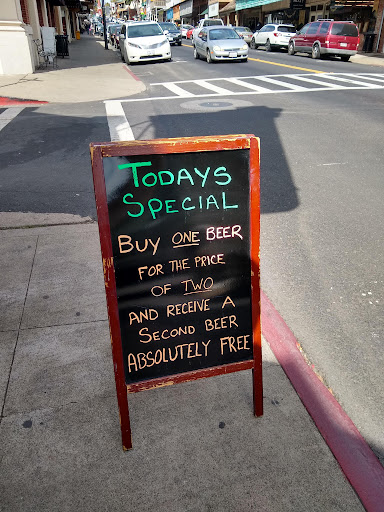 TODAYS
SPECIAL
BUY ONE BEER
FOR THE PRICE
OF TWO
AND RECEIVE A
SECOND BEER
ABSOLUTELY FREE